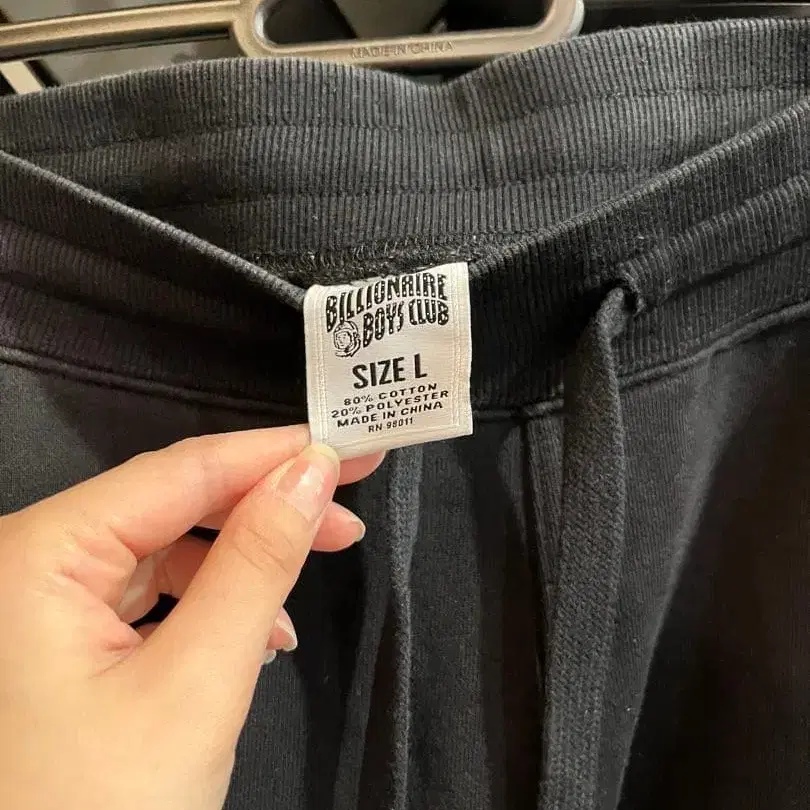 MADE IN CHINA
BILLIONAIRE
BOYS CLUB
SIZE L
80% COTTON
20% POLYESTER
MADE IN CHINA
RN 98011